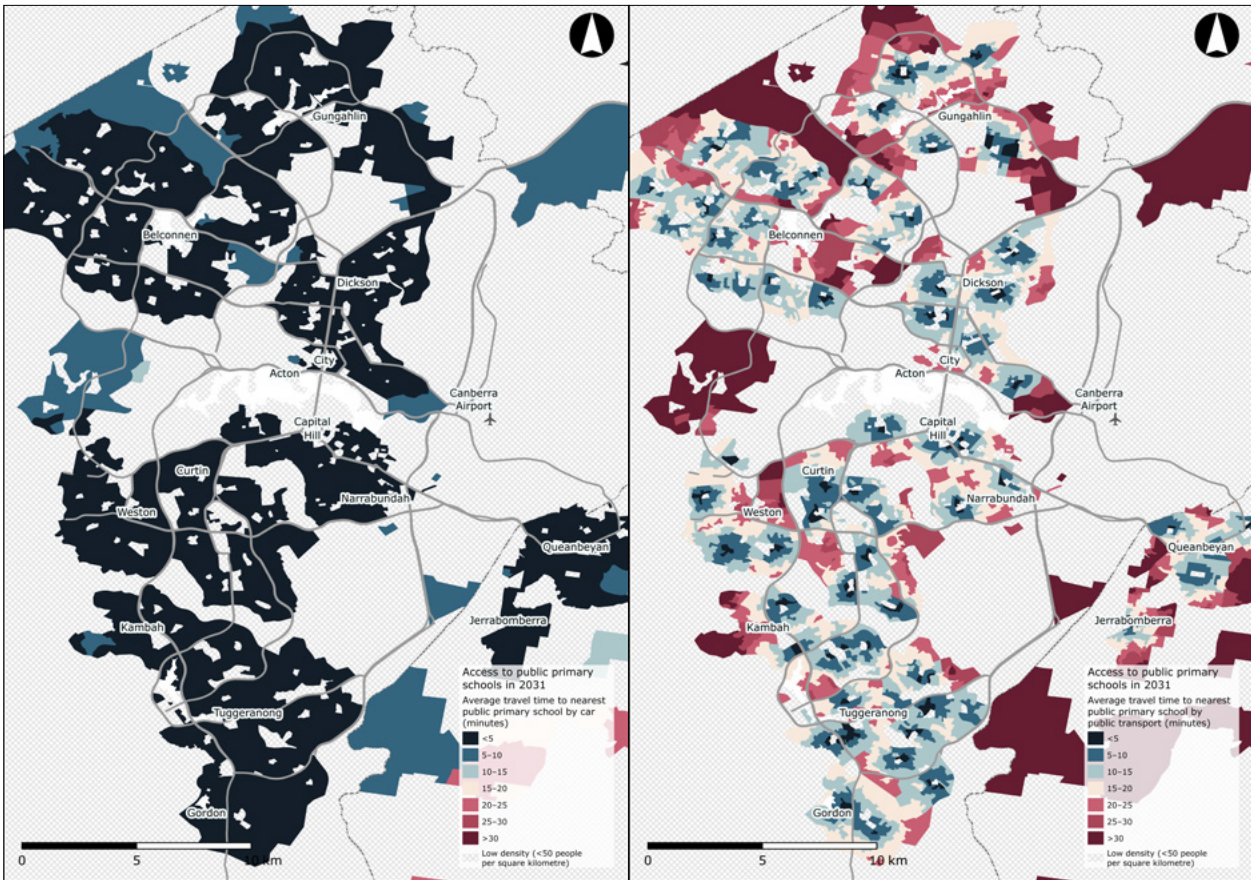 Gungahlin
Belconnen
Dickson
City
Acton
Canberra
Airport
Capital
Hill
Curtin
Narrabundah
Weston
Queanbeyan
Jerrabomberra
Kambah
Tuggeranong
Gordon
Access to public primary
schools in 2031
Average travel time to nearest
public primary school by car
(minutes)
<5
5–10
10–15
15–20
20–25
25–30
>30
Low density (<50 people
per square kilometre)
0 5 10 km
Gungahlin
Belconnen
Dickson
City
Acton
Canberra
Airport
Capital
Hill
Curtin
Narrabundah
Weston
Queanbeyan
Jerrabomberra
Kambah
Tuggeranong
Gordon
Access to public primary
schools in 2031
Average travel time to nearest
public primary school by
public transport (minutes)
<5
5–10
10–15
15–20
20–25
25–30
>30
Low density (<50 people
per square kilometre)
0 5 10 km